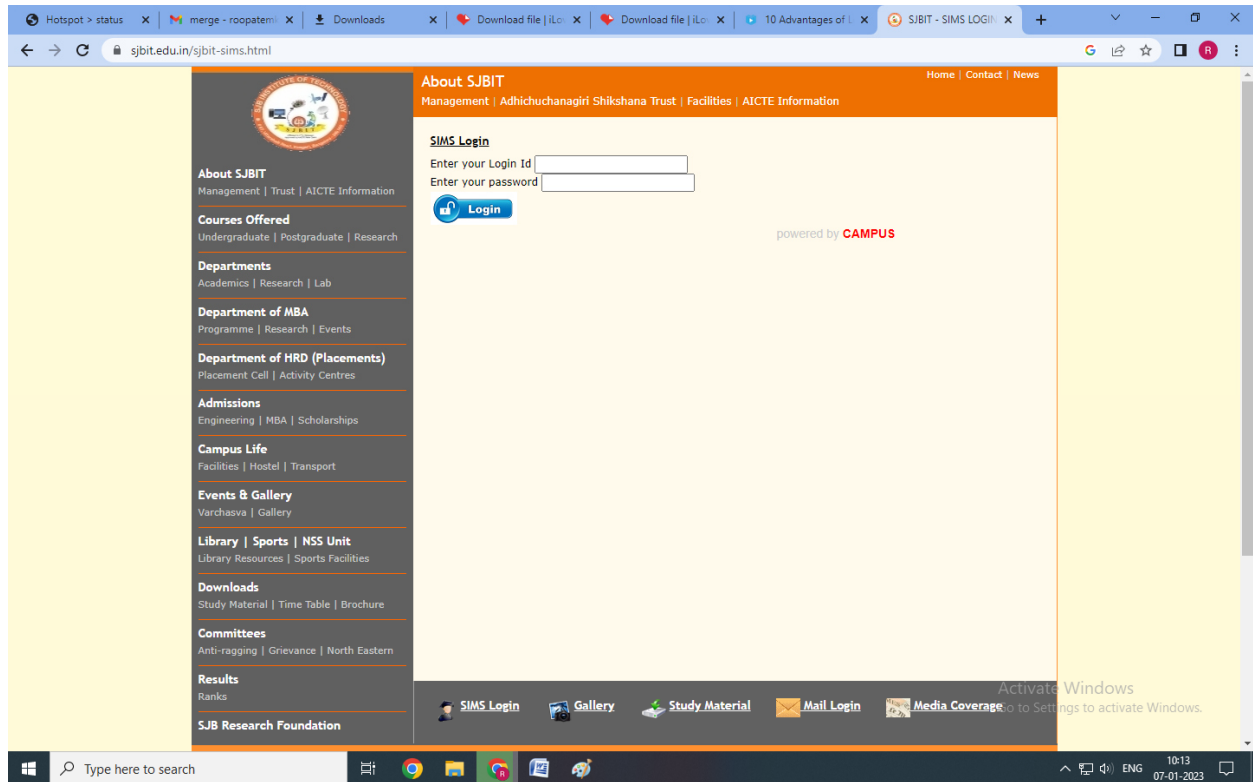 Hotspot > status
merge - roopatemi
Downloads
Download file | iLov
Download file | iLov
10 Advantages of L
SJBIT - SIMS LOGIN
sjbit.edu.in/sjbit-sims.html
G
R
About SJBIT
Management | Trust | AICTE Information
Courses Offered
Undergraduate | Postgraduate | Research
Departments
Academics | Research | Lab
Department of MBA
Programme | Research | Events
Department of HRD (Placements)
Placement Cell | Activity Centres
Admissions
Engineering | MBA | Scholarships
Campus Life
Facilities | Hostel | Transport
Events & Gallery
Varchasva | Gallery
Library | Sports | NSS Unit
Library Resources | Sports Facilities
Downloads
Study Material | Time Table | Brochure
Committees
Anti-ragging | Grievance | North Eastern
Results
Ranks
SJB Research Foundation
About SJBIT
Home | Contact | News
Management | Adhichuchanagiri Shikshana Trust | Facilities | AICTE Information
SIMS Login
Enter your Login Id
Enter your password
Login
powered by CAMPUS
SIMS Login
Gallery
Study Material
Mail Login
Media Coverage
Activate Windows
Go to Settings to activate Windows.
Type here to search
ENG
10:13
07-01-2023